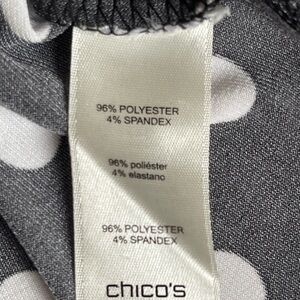 96% POLYESTER
4% SPANDEX
96% poliéster
4% elastano
96% POLYESTER
4% SPANDEX
chico's